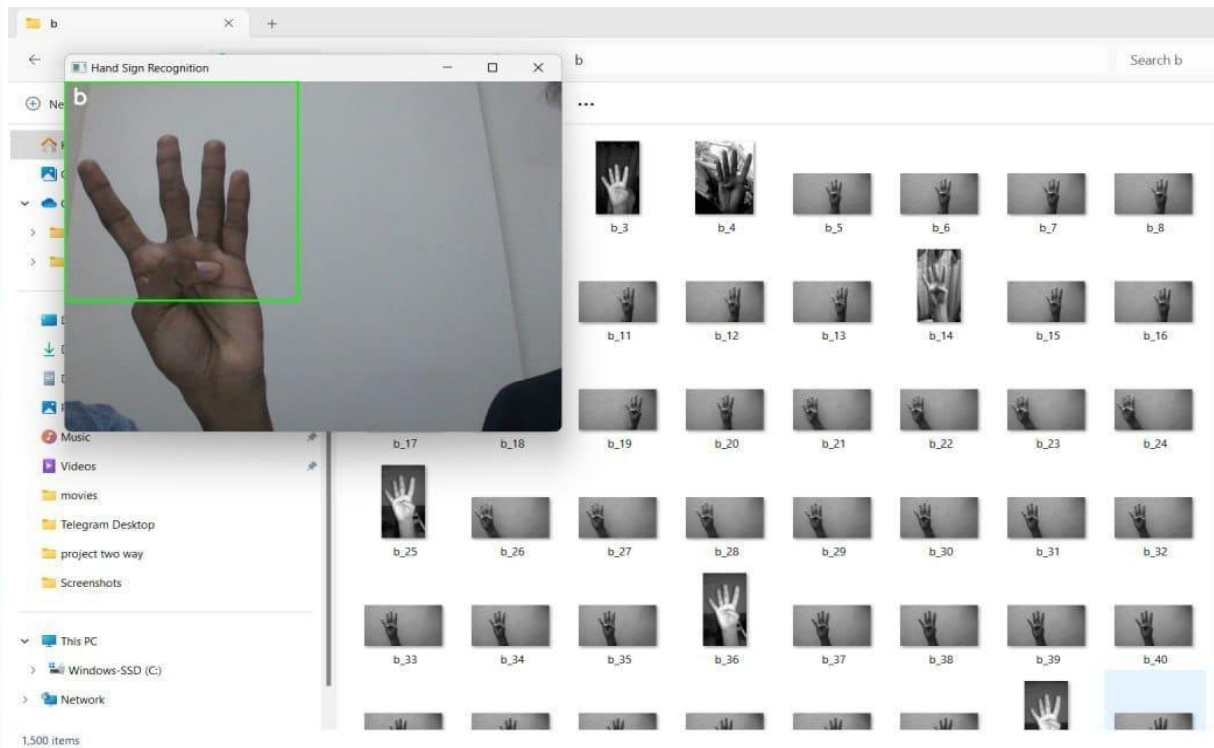 b
b
Search b
Hand Sign Recognition
Ne
b
b_3 b_4 b_5 b_6 b_7 b_8
b_11 b_12 b_13 b_14 b_15 b_16
b_17 b_18 b_19 b_20 b_21 b_22 b_23 b_24
Music
Videos
b_25 b_26 b_27 b_28 b_29 b_30 b_31 b_32
movies
Telegram Desktop
project two way
Screenshots
b_33 b_34 b_35 b_36 b_37 b_38 b_39 b_40
This PC
Windows-SSD (C:)
Network
1,500 items